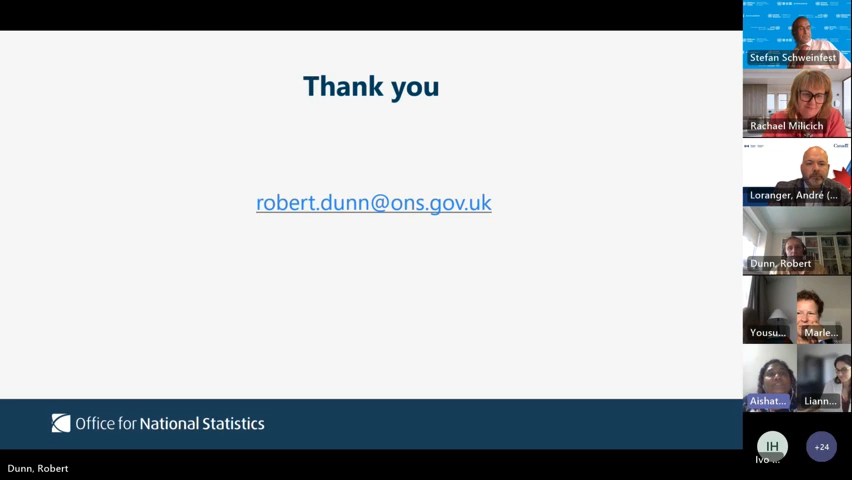 Thank you
robert.dunn@ons.gov.uk
Office for National Statistics
Dunn, Robert
Stefan Schweinfest
Rachael Milicich
Canada
Loranger, André (...
Dunn, Robert
Yousu...
Marle...
Aishat...
Liann...
IH
Ivo ...
+24